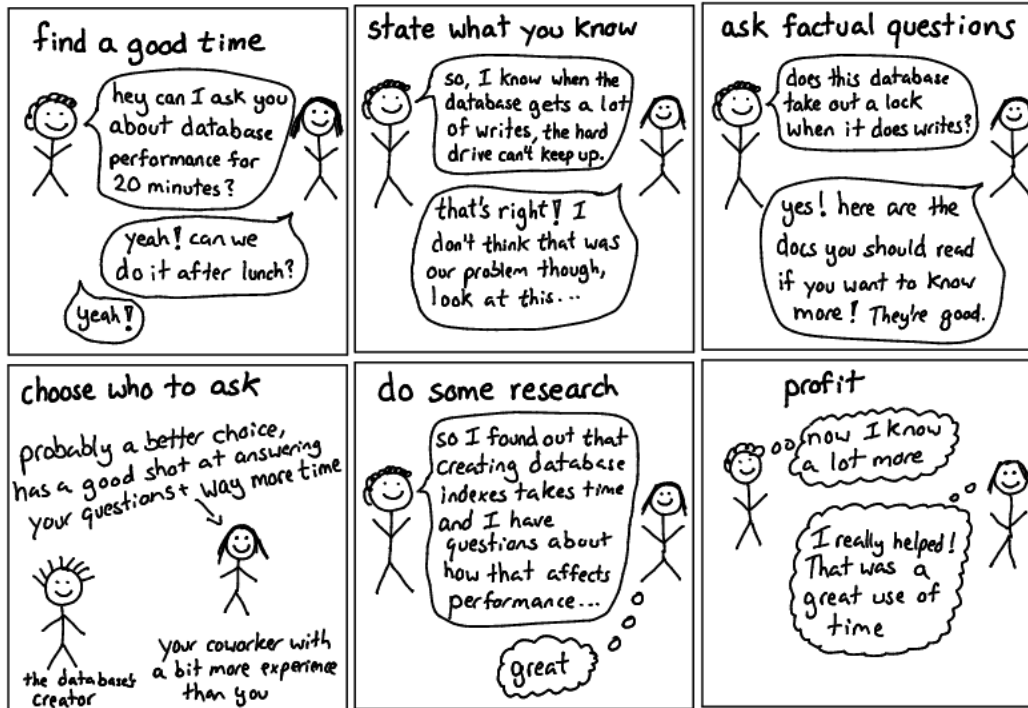 find a good time
hey can I ask you
about database
performance for
20 minutes?
yeah! can we
do it after lunch?
yeah!
state what you know
so, I know when the
database gets a lot
of writes, the hard
drive can't keep up.
that's right! I
don't think that was
our problem though,
look at this...
ask factual questions
does this database
take out a lock
when it does writes?
yes! here are the
docs you should read
if you want to know
more! They're good.
choose who to ask
probably a better choice,
has a good shot at answering
your questions + way more time
the database's
creator
your coworker with
a bit more experience
than you
do some research
so I found out that
creating database
indexes takes time
and I have
questions about
how that affects
performance...
great
profit
now I know
a lot more
I really helped!
That was a
great use of
time